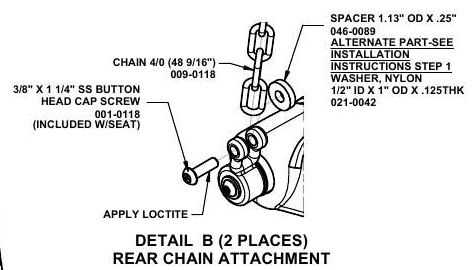 SPACER 1.13" OD X .25"
046-0089
ALTERNATE PART-SEE
INSTALLATION
INSTRUCTIONS STEP 1
WASHER, NYLON
1/2" ID X 1" OD X .125THK
021-0042
CHAIN 4/0 (48 9/16")
009-0118
3/8" X 1 1/4" SS BUTTON
HEAD CAP SCREW
001-0118
(INCLUDED W/SEAT)
APPLY LOCTITE
DETAIL B (2 PLACES)
REAR CHAIN ATTACHMENT